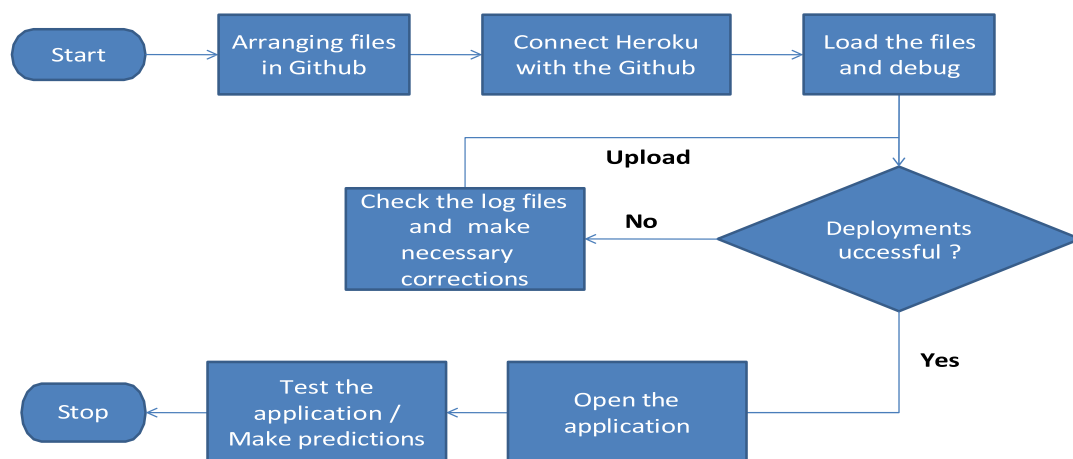 Start
Arranging files
in Github
Connect Heroku
with the Github
Load the files
and debug
Upload
Check the log files
and make
necessary
corrections
No
Deployments
uccessful ?
Yes
Stop
Test the
application /
Make predictions
Open the
application